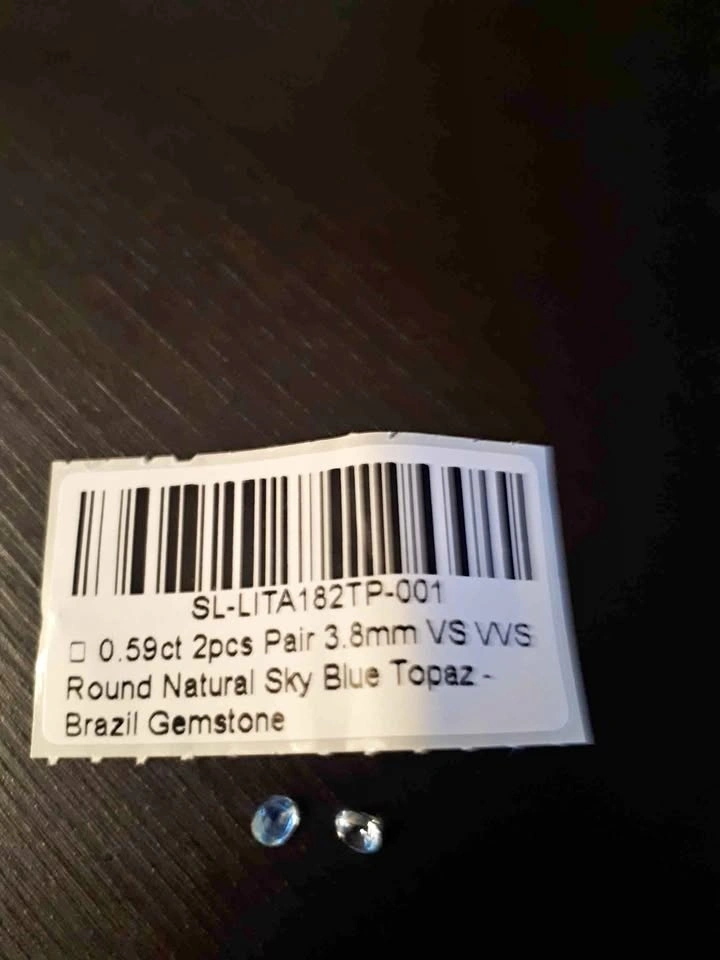 SL-LITA182TP-001
□ 0.59ct 2pcs Pair 3.8mm VS VVS
Round Natural Sky Blue Topaz -
Brazil Gemstone